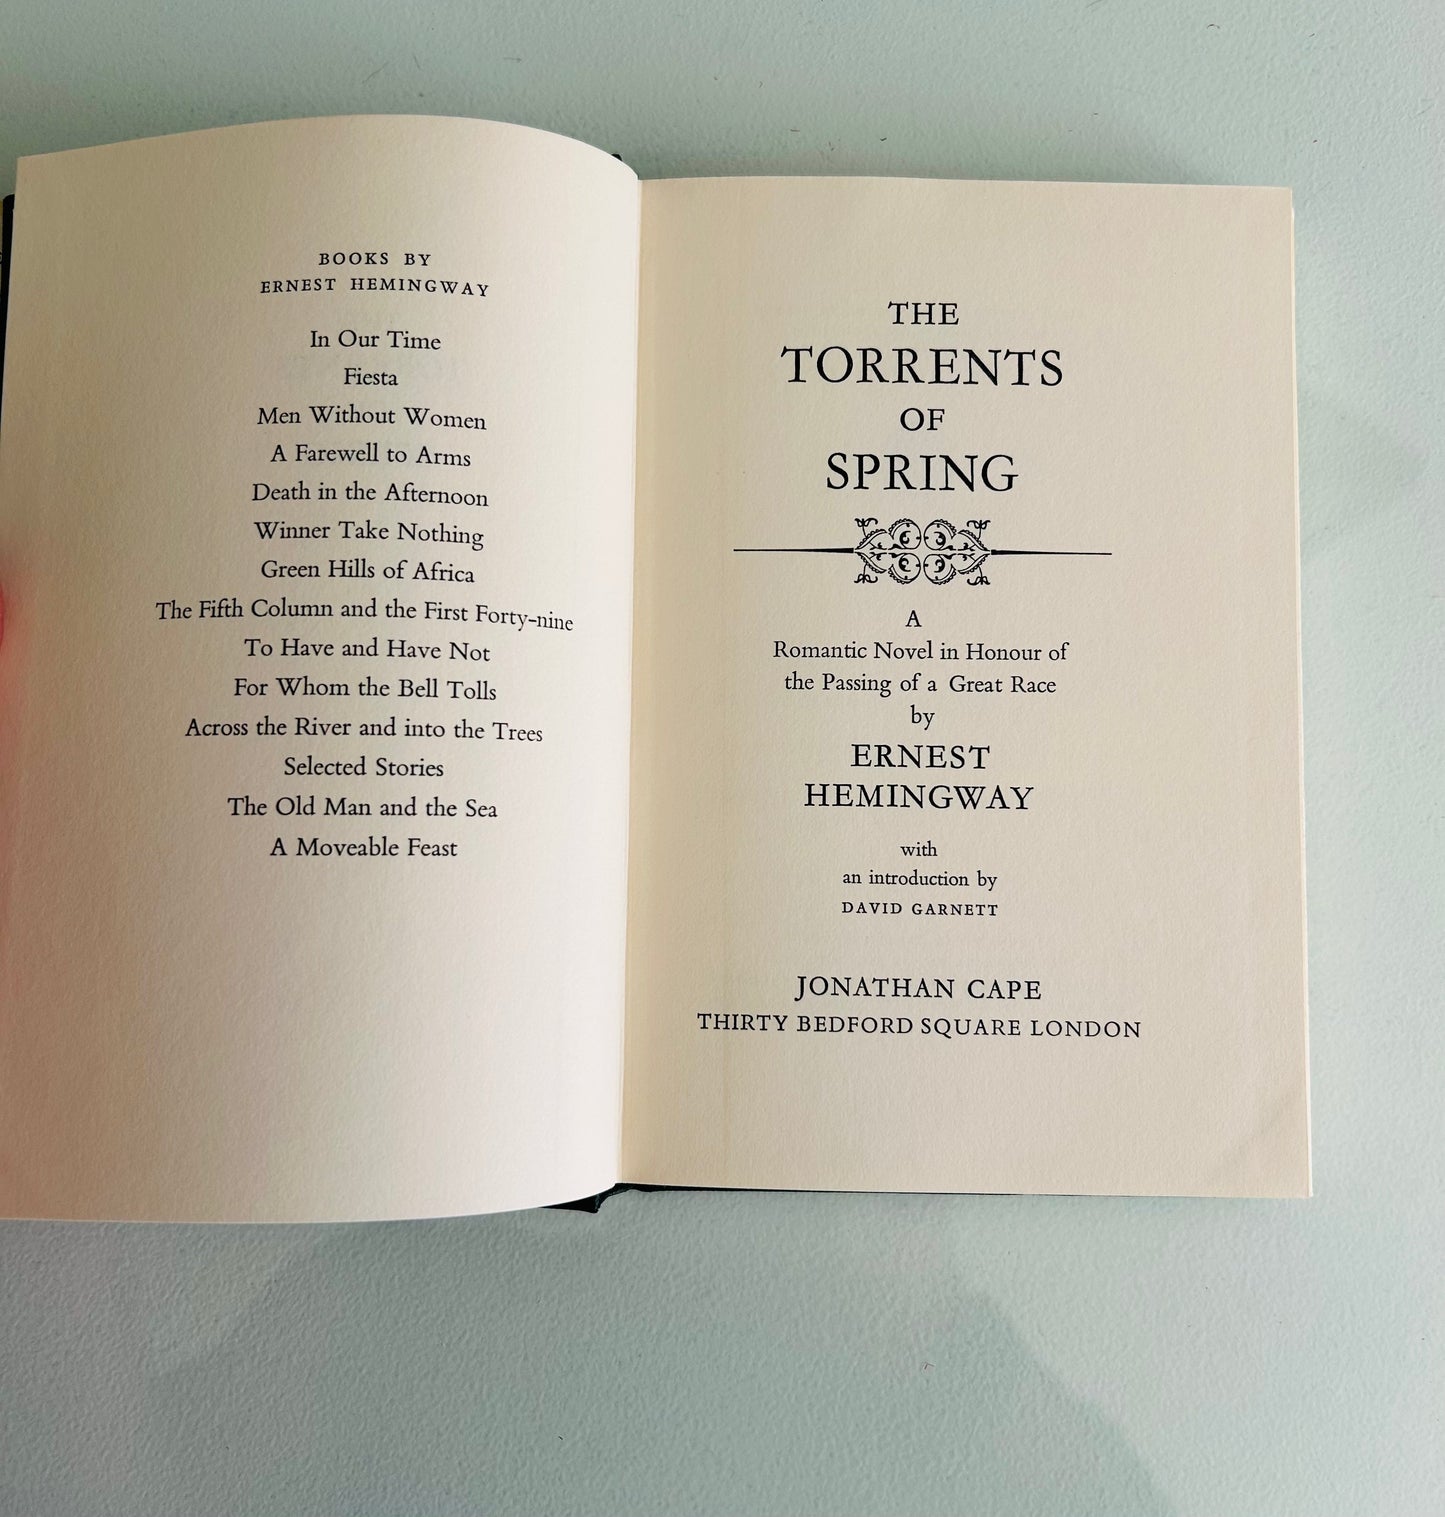 BOOKS BY
ERNEST HEMINGWAY
In Our Time
Fiesta
Men Without Women
A Farewell to Arms
Death in the Afternoon
Winner Take Nothing
Green Hills of Africa
The Fifth Column and the First Forty-nine
To Have and Have Not
For Whom the Bell Tolls
Across the River and into the Trees
Selected Stories
The Old Man and the Sea
A Moveable Feast
THE
TORRENTS
OF
SPRING
A
Romantic Novel in Honour of
the Passing of a Great Race
by
ERNEST
HEMINGWAY
with
an introduction by
DAVID GARNETT
JONATHAN CAPE
THIRTY BEDFORD SQUARE LONDON